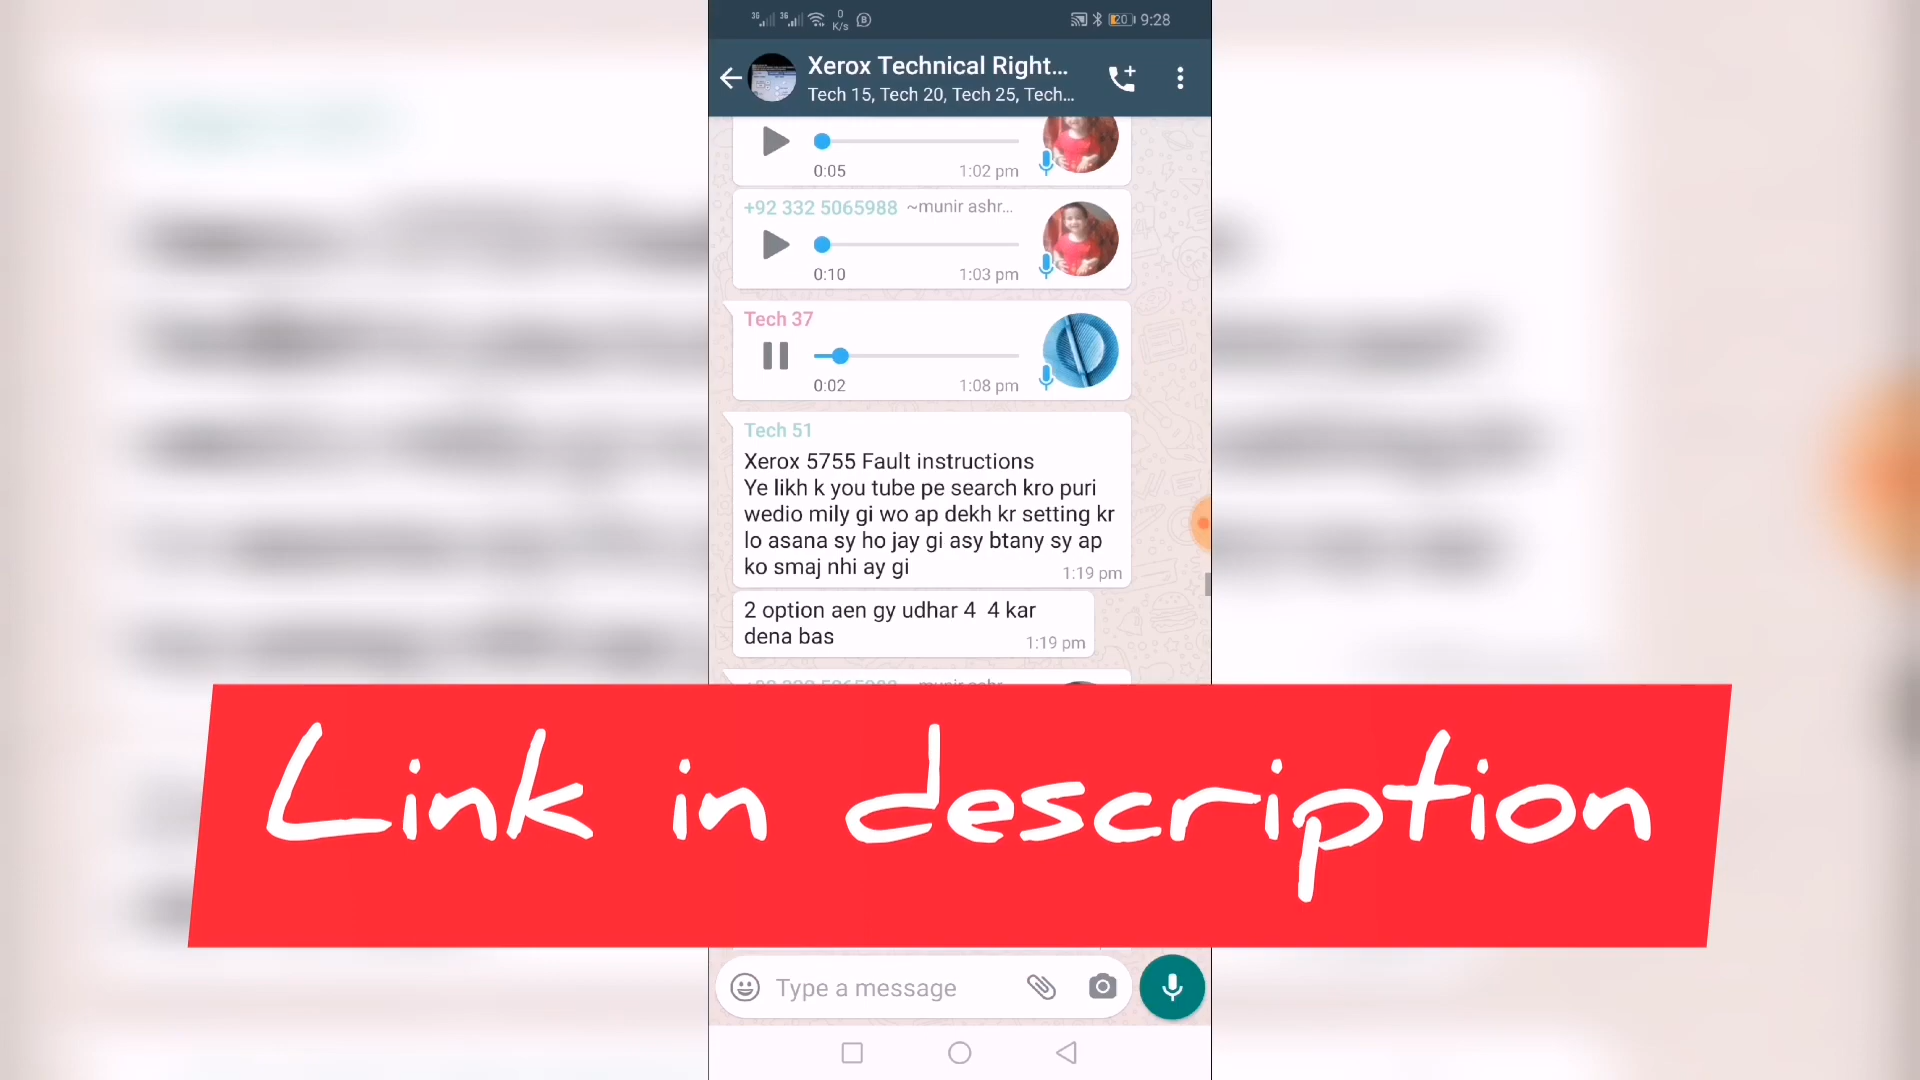 3G 3G 0 K/s 20 9:28
Xerox Technical Right...
Tech 15, Tech 20, Tech 25, Tech...
0:05 1:02 pm
+92 332 5065988 ~munir ashr...
0:10 1:03 pm
Tech 37
0:02 1:08 pm
Tech 51
Xerox 5755 Fault instructions
Ye likh k you tube pe search kro puri
wedio mily gi wo ap dekh kr setting kr
lo asana sy ho jay gi asy btany sy ap
ko smaj nhi ay gi 1:19 pm
2 option aen gy udhar 4 4 kar
dena bas 1:19 pm
Link in description
Type a message